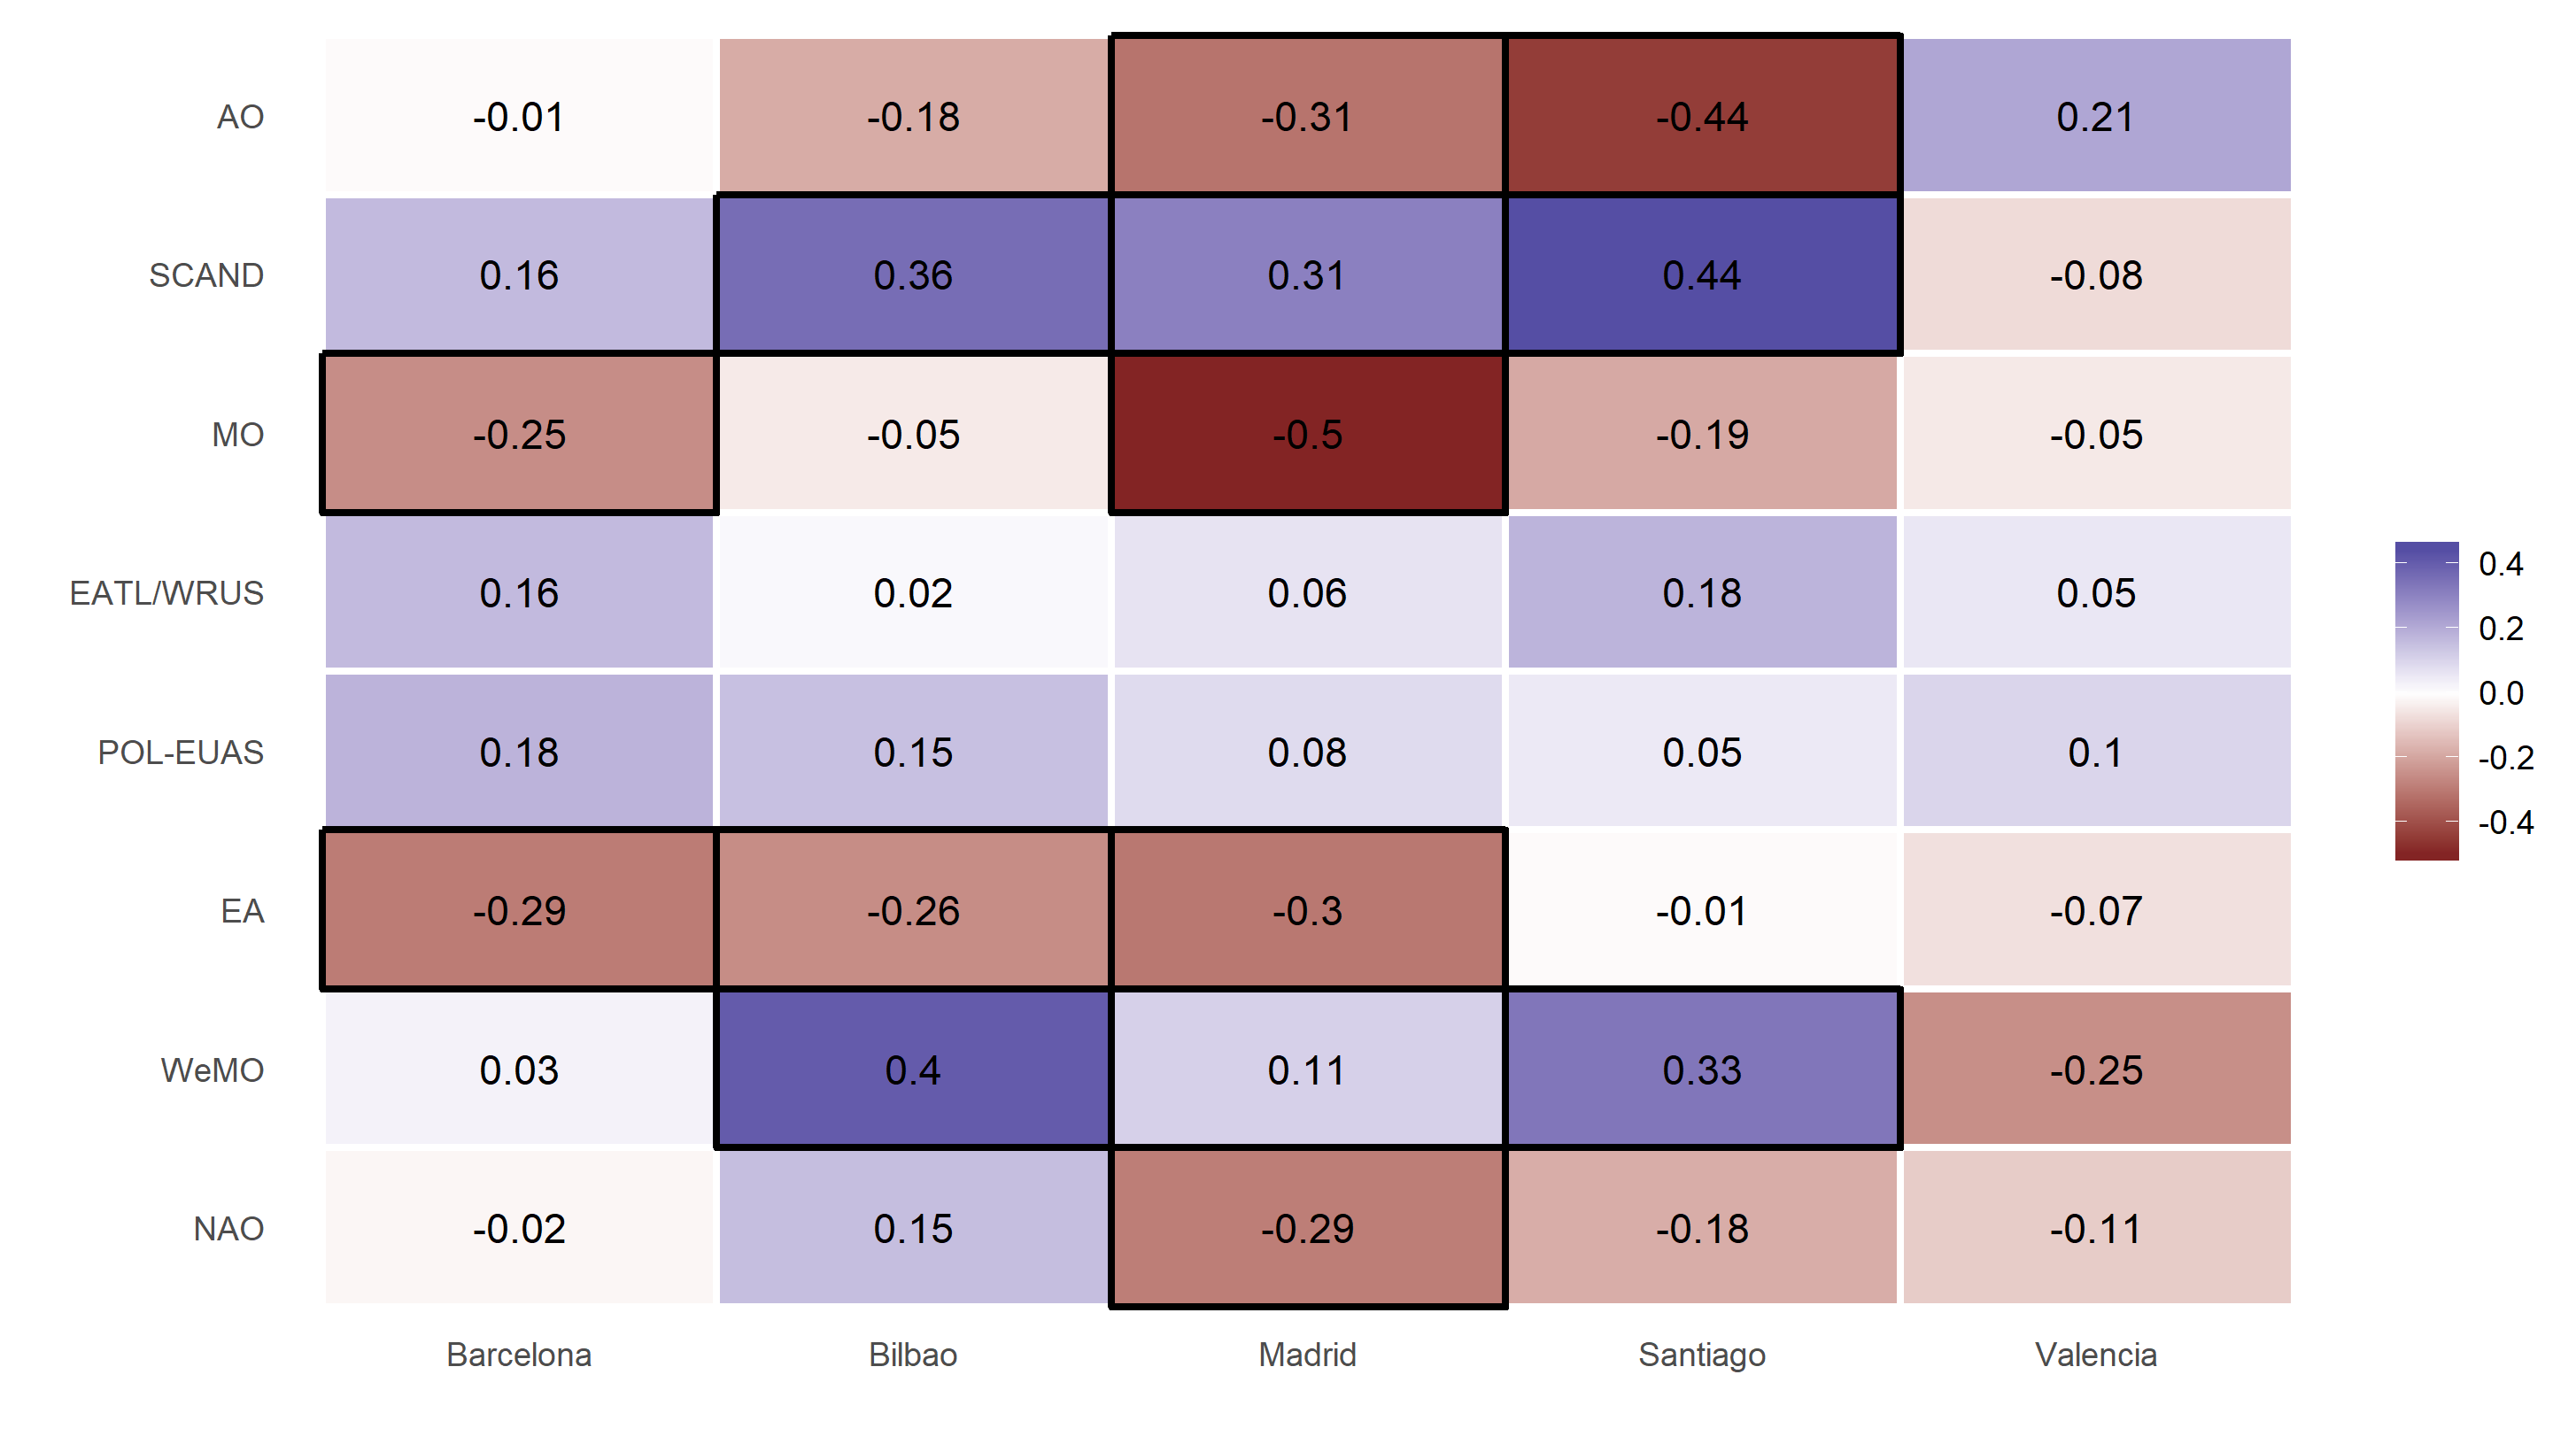 AO -0.01 -0.18 -0.31 -0.44 0.21
SCAND 0.16 0.36 0.31 0.44 -0.08
MO -0.25 -0.05 -0.5 -0.19 -0.05
EATL/WRUS 0.16 0.02 0.06 0.18 0.05
POL-EUAS 0.18 0.15 0.08 0.05 0.1
EA -0.29 -0.26 -0.3 -0.01 -0.07
WeMO 0.03 0.4 0.11 0.33 -0.25
NAO -0.02 0.15 -0.29 -0.18 -0.11
Barcelona Bilbao Madrid Santiago Valencia
0.4
0.2
0.0
-0.2
-0.4